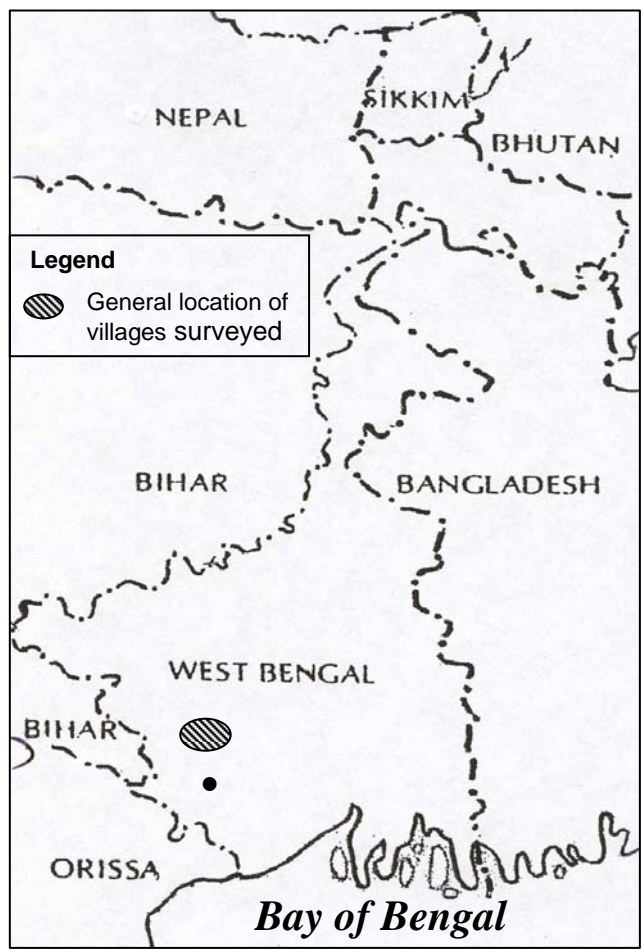 SIKKIM
NEPAL
BHUTAN
Legend
General location of
villages surveyed
BIHAR
BANGLADESH
WEST BENGAL
BIHAR
ORISSA
Bay of Bengal